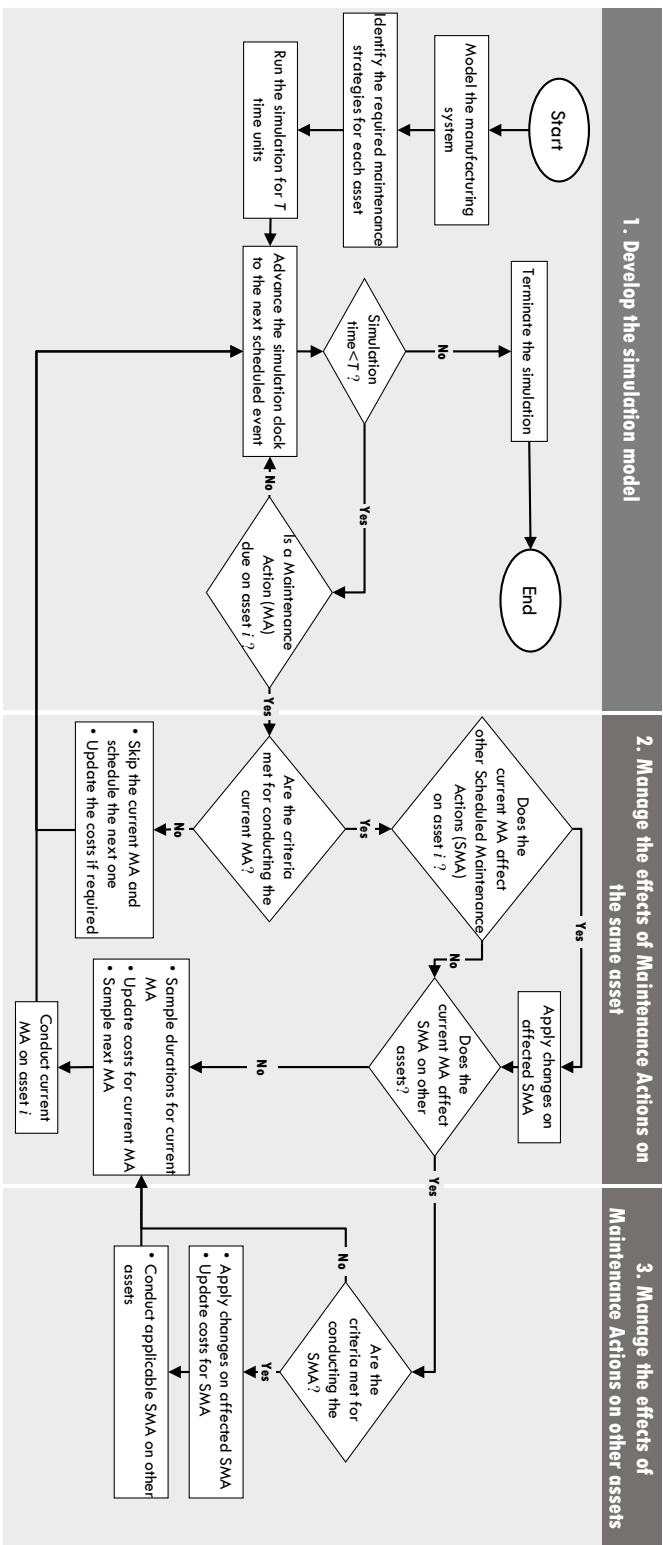 1. Develop the simulation model
Start
Model the manufacturing
system
Identify the required maintenance
strategies for each asset
Run the simulation for T
time units
Terminate the simulation
End
Simulation
time<T ?
No
Yes
Advance the simulation clock
to the next scheduled event
No
Is a Maintenance
Action (MA)
due on asset i ?
Yes
2. Manage the effects of Maintenance Actions on
the same asset
Does the
current MA affect
other Scheduled Maintenance
Actions (SMA)
on asset i ?
Yes
Yes
No
Are the criteria
met for conducting the
current MA?
No
• Skip the current MA and
schedule the next one
• Update the costs if required
Apply changes on
affected SMA
Does the
current MA affect
SMA on other
assets?
Yes
No
• Sample durations for current
MA
• Update costs for current MA
• Sample next MA
Conduct current
MA on asset i
3. Manage the effects of
Maintenance Actions on other assets
Are the
criteria met for
conducting the
SMA?
No
Yes
• Apply changes on affected SMA
• Update costs for SMA
• Conduct applicable SMA on other
assets